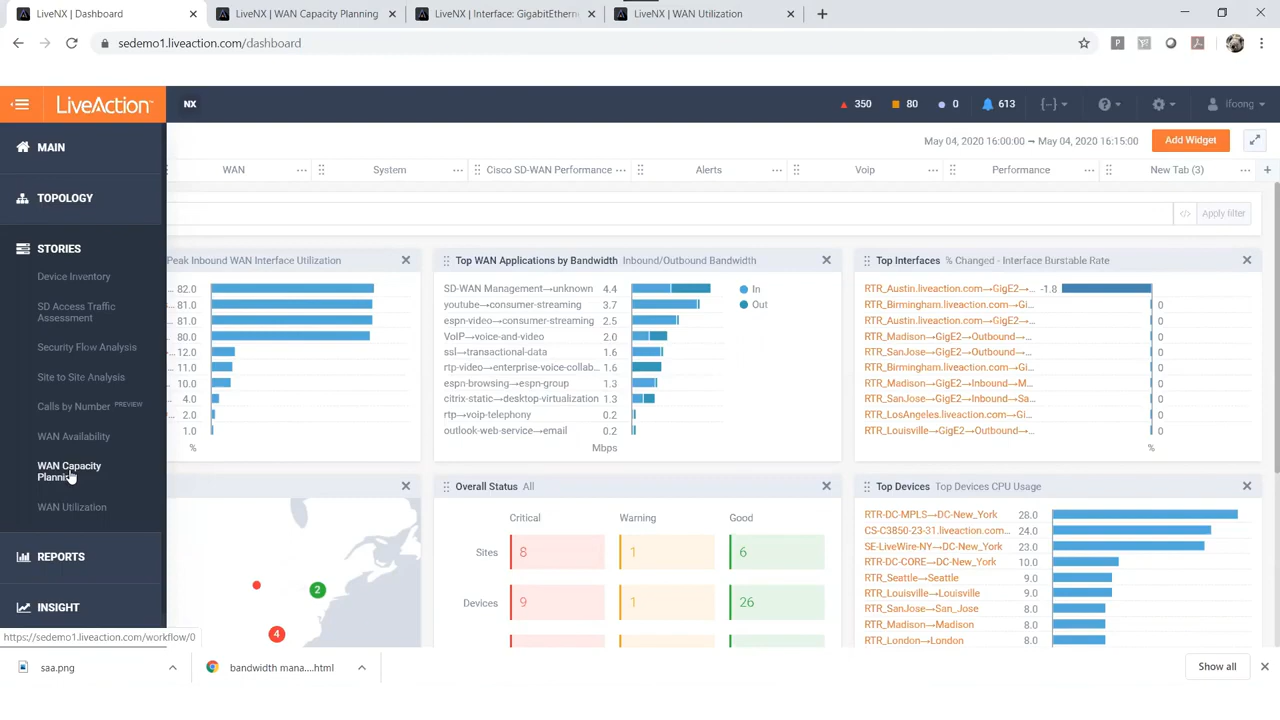 LiveNX | Dashboard
LiveNX | WAN Capacity Planning
LiveNX | Interface: GigabitEthern
LiveNX | WAN Utilization
sedemo1.liveaction.com/dashboard
LiveAction
NX
350
80
0
613
ifoong
MAIN
May 04, 2020 16:00:00 → May 04, 2020 16:15:00
Add Widget
WAN
System
Cisco SD-WAN Performance
Alerts
Voip
Performance
New Tab (3)
TOPOLOGY
Apply filter
STORIES
Device Inventory
SD Access Traffic
Assessment
Security Flow Analysis
Site to Site Analysis
Calls by Number PREVIEW
WAN Availability
WAN Capacity
Planning
WAN Utilization
REPORTS
INSIGHT
Peak Inbound WAN Interface Utilization
82.0
81.0
81.0
80.0
12.0
11.0
10.0
4.0
2.0
1.0
%
Top WAN Applications by Bandwidth Inbound/Outbound Bandwidth
SD-WAN Management→unknown 4.4
youtube→consumer-streaming 3.7
espn-video→consumer-streaming 2.5
VoIP→voice-and-video 2.0
ssl→transactional-data 1.6
rtp-video→enterprise-voice-collab... 1.6
espn-browsing→espn-group 1.3
citrix-static→desktop-virtualization 1.3
rtp→voip-telephony 0.2
outlook-web-service→email 0.2
Mbps
In
Out
Top Interfaces % Changed - Interface Burstable Rate
RTR_Austin.liveaction.com→GigE2→... -1.8
RTR_Birmingham.liveaction.com→Gi... 0
RTR_Austin.liveaction.com→GigE2→... 0
RTR_Madison→GigE2→Outbound→... 0
RTR_SanJose→GigE2→Outbound→... 0
RTR_Birmingham.liveaction.com→Gi... 0
RTR_Madison→GigE2→Inbound→M... 0
RTR_SanJose→GigE2→Inbound→Sa... 0
RTR_LosAngeles.liveaction.com→Gi... 0
RTR_Louisville→GigE2→Outbound→... 0
%
2
4
Overall Status All
Critical Warning Good
Sites 8 1 6
Devices 9 1 26
Top Devices Top Devices CPU Usage
RTR-DC-MPLS→DC-New_York 28.0
CS-C3850-23-31.liveaction.com... 24.0
SE-LiveWire-NY→DC-New_York 23.0
RTR-DC-CORE→DC-New_York 10.0
RTR_Seattle→Seattle 9.0
RTR_Louisville→Louisville 9.0
RTR_SanJose→San_Jose 8.0
RTR_Madison→Madison 8.0
RTR_London→London 8.0
https://sedemo1.liveaction.com/workflow/0
saa.png
bandwidth mana....html
Show all